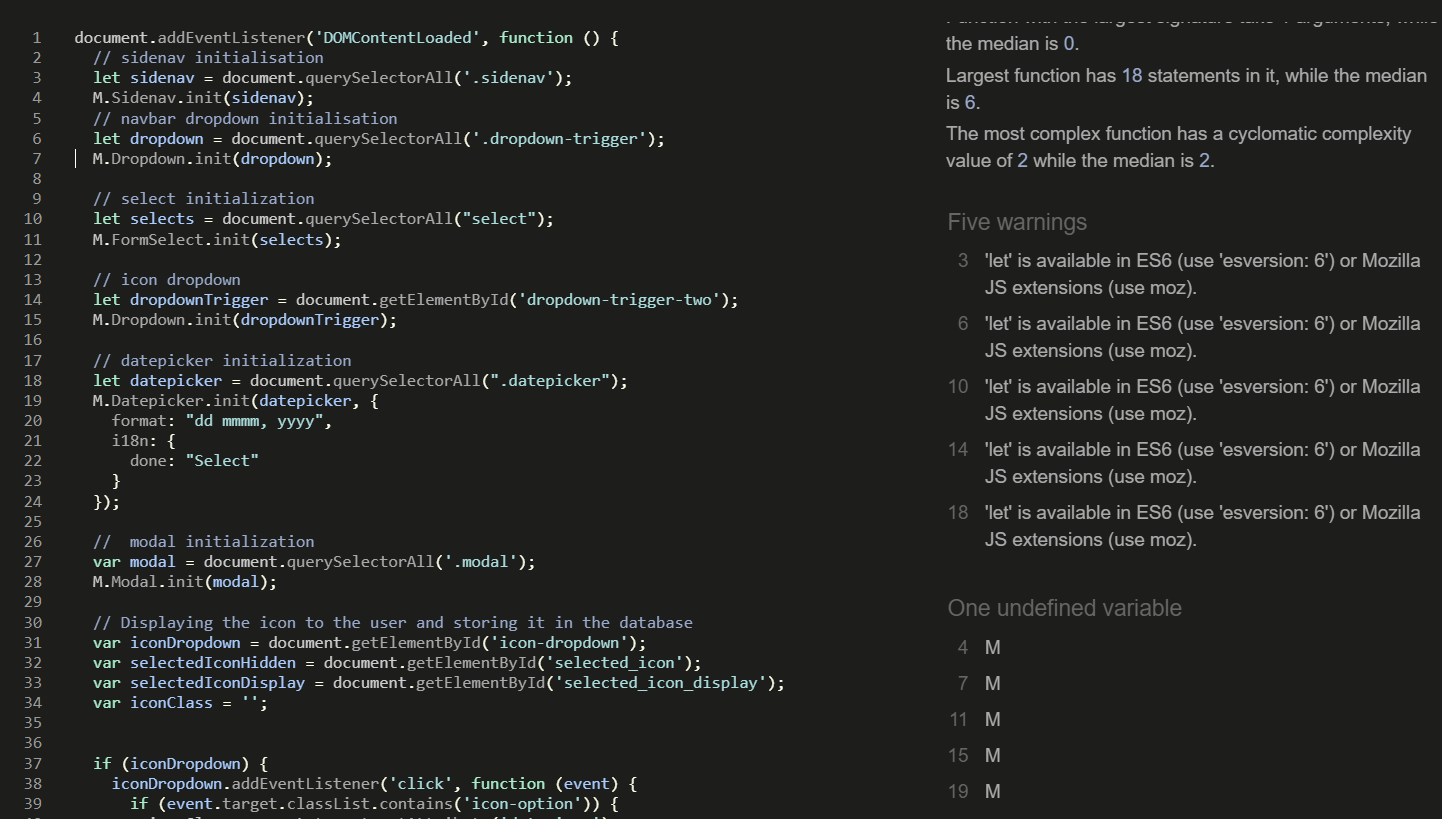 1 document.addEventListener('DOMContentLoaded', function () {
2 // sidenav initialisation
3 let sidenav = document.querySelectorAll('.sidenav');
4 M.Sidenav.init(sidenav);
5 // navbar dropdown initialisation
6 let dropdown = document.querySelectorAll('.dropdown-trigger');
7 M.Dropdown.init(dropdown);
8
9 // select initialization
10 let selects = document.querySelectorAll("select");
11 M.FormSelect.init(selects);
12
13 // icon dropdown
14 let dropdownTrigger = document.getElementById('dropdown-trigger-two');
15 M.Dropdown.init(dropdownTrigger);
16
17 // datepicker initialization
18 let datepicker = document.querySelectorAll(".datepicker");
19 M.Datepicker.init(datepicker, {
20 format: "dd mmmm, yyyy",
21 i18n: {
22 done: "Select"
23 }
24 });
25
26 //  modal initialization
27 var modal = document.querySelectorAll('.modal');
28 M.Modal.init(modal);
29
30 // Displaying the icon to the user and storing it in the database
31 var iconDropdown = document.getElementById('icon-dropdown');
32 var selectedIconHidden = document.getElementById('selected_icon');
33 var selectedIconDisplay = document.getElementById('selected_icon_display');
34 var iconClass = '';
35
36
37 if (iconDropdown) {
38 iconDropdown.addEventListener('click', function (event) {
39 if (event.target.classList.contains('icon-option')) {
the median is 0.
Largest function has 18 statements in it, while the median
is 6.
The most complex function has a cyclomatic complexity
value of 2 while the median is 2.
Five warnings
3 'let' is available in ES6 (use 'esversion: 6') or Mozilla
JS extensions (use moz).
6 'let' is available in ES6 (use 'esversion: 6') or Mozilla
JS extensions (use moz).
10 'let' is available in ES6 (use 'esversion: 6') or Mozilla
JS extensions (use moz).
14 'let' is available in ES6 (use 'esversion: 6') or Mozilla
JS extensions (use moz).
18 'let' is available in ES6 (use 'esversion: 6') or Mozilla
JS extensions (use moz).
One undefined variable
4 M
7 M
11 M
15 M
19 M